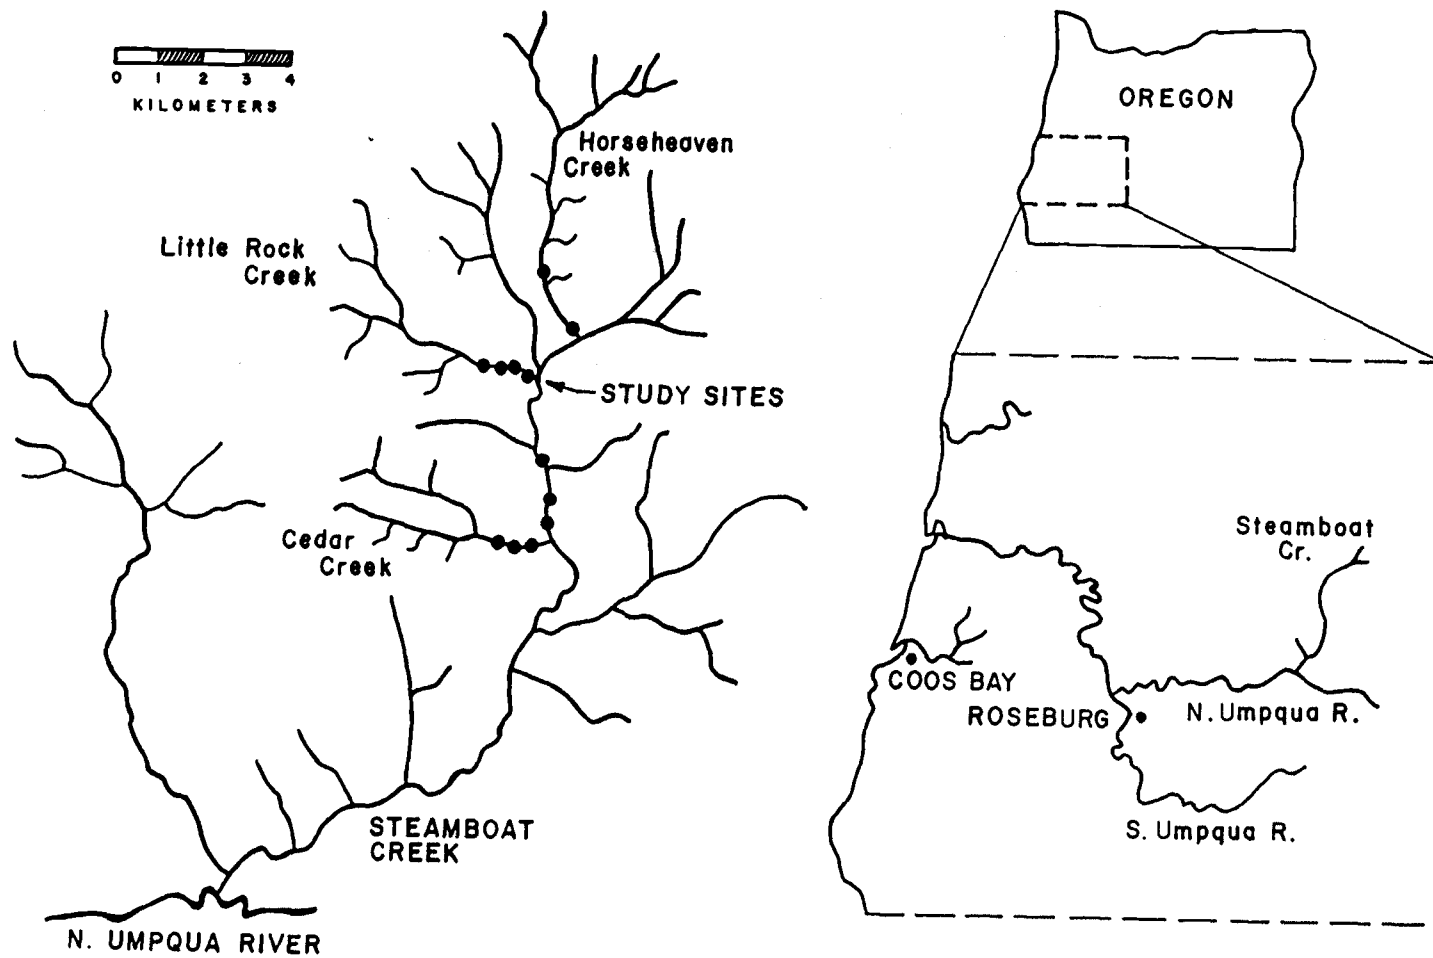 0 1 2 3 4
KILOMETERS
Horseheaven
Creek
Little Rock
Creek
STUDY SITES
Cedar
Creek
STEAMBOAT
CREEK
N. UMPQUA RIVER
OREGON
Steamboat
Cr.
COOS BAY
ROSEBURG
N. Umpqua R.
S. Umpqua R.